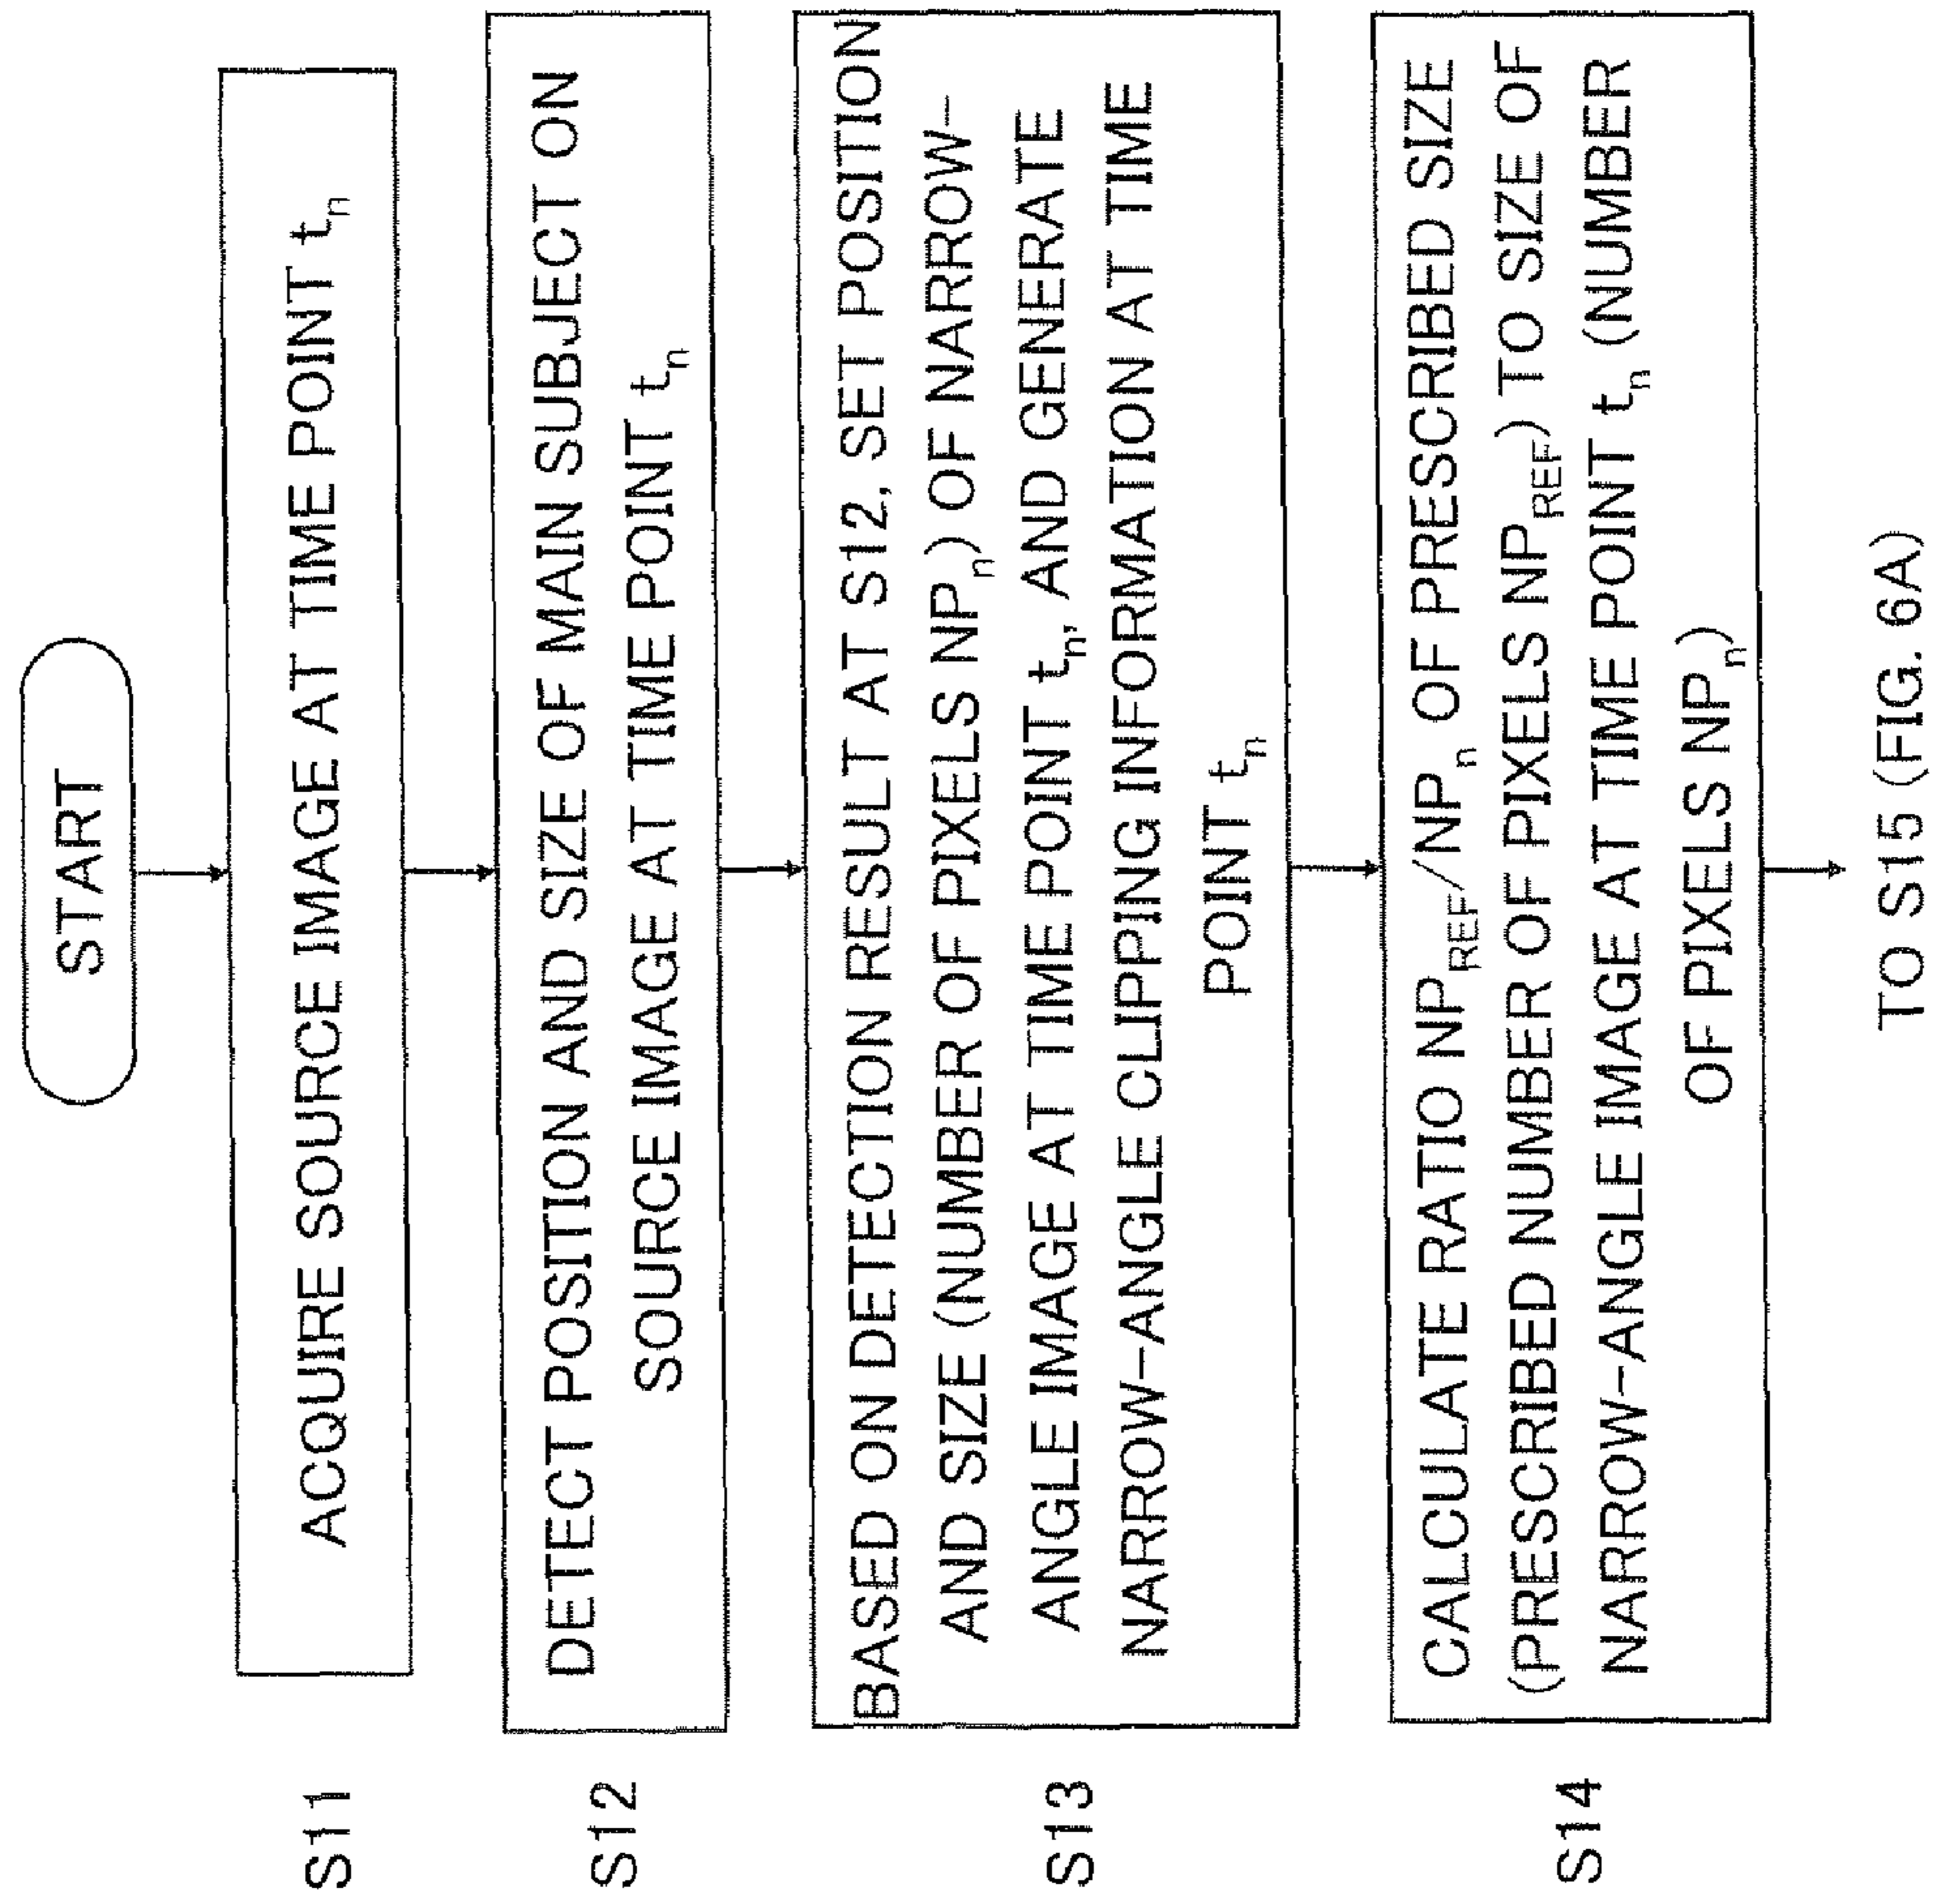 START
S11
ACQUIRE SOURCE IMAGE AT TIME POINT tn
S12
DETECT POSITION AND SIZE OF MAIN SUBJECT ON
SOURCE IMAGE AT TIME POINT tn
S13
BASED ON DETECTION RESULT AT S12, SET POSITION
AND SIZE (NUMBER OF PIXELS NPn) OF NARROW-
ANGLE IMAGE AT TIME POINT tn, AND GENERATE
NARROW-ANGLE CLIPPING INFORMATION AT TIME
POINT tn
S14
CALCULATE RATIO NPREF/NPn OF PRESCRIBED SIZE
(PRESCRIBED NUMBER OF PIXELS NPREF) TO SIZE OF
NARROW-ANGLE IMAGE AT TIME POINT tn (NUMBER
OF PIXELS NPn)
TO S15 (FIG. 6A)